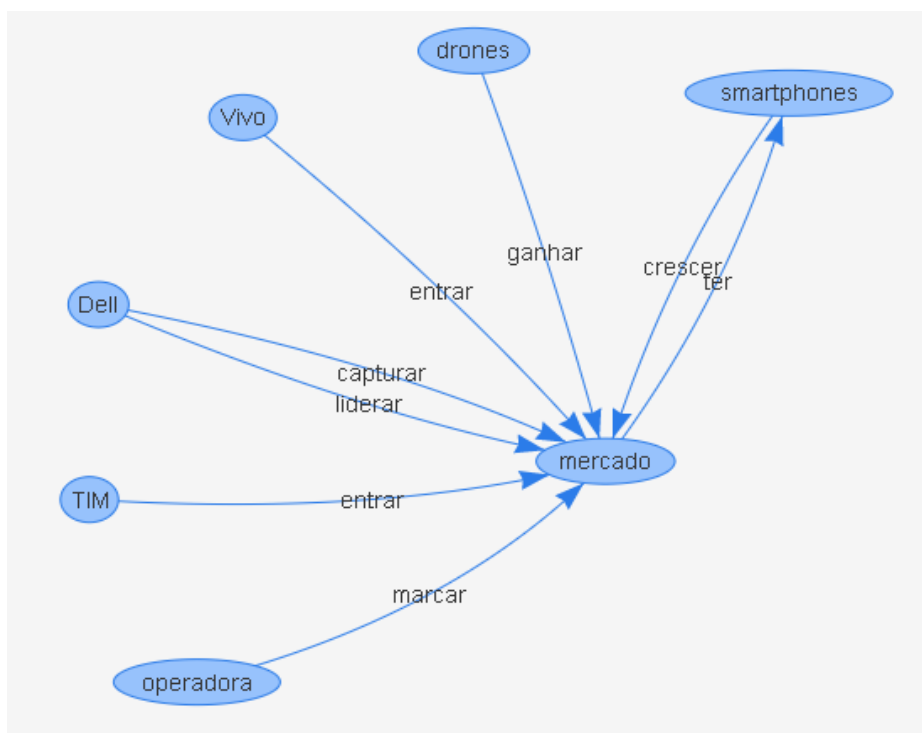 drones
smartphones
Vivo
ganhar
crescer
ter
entrar
Dell
capturar
liderar
mercado
TIM
entrar
marcar
operadora